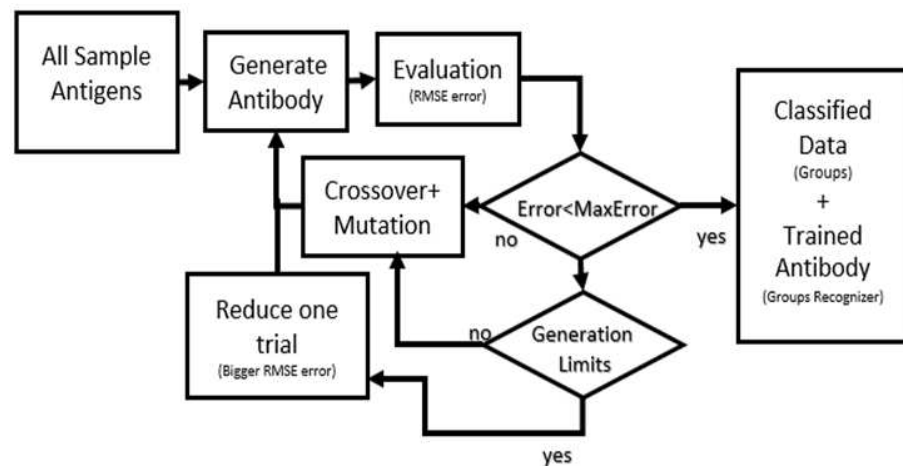 All Sample
Antigens
Generate
Antibody
Evaluation
(RMSE error)
Error<MaxError
no
yes
Classified
Data
(Groups)
+
Trained
Antibody
(Groups Recognizer)
Crossover+
Mutation
Generation
Limits
no
yes
Reduce one
trial
(Bigger RMSE error)